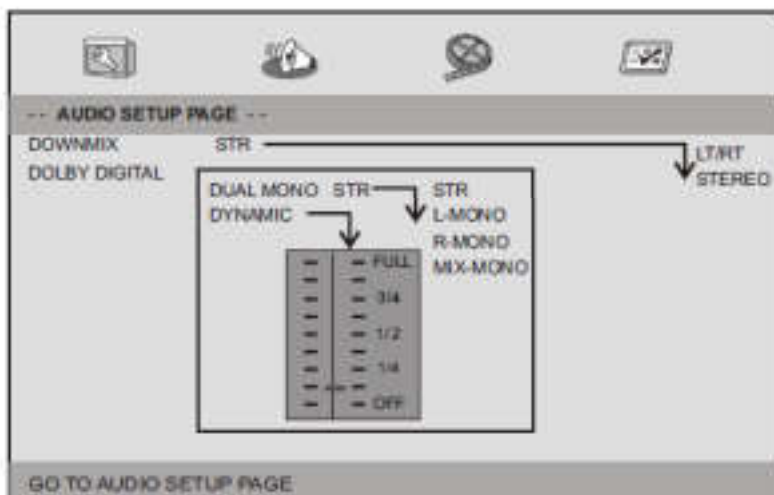 -- AUDIO SETUP PAGE --
DOWNMIX STR LT/RT
STEREO
DOLBY DIGITAL
DUAL MONO STR STR
DYNAMIC L-MONO
R-MONO
MIX-MONO
FULL
3/4
1/2
1/4
OFF
GO TO AUDIO SETUP PAGE